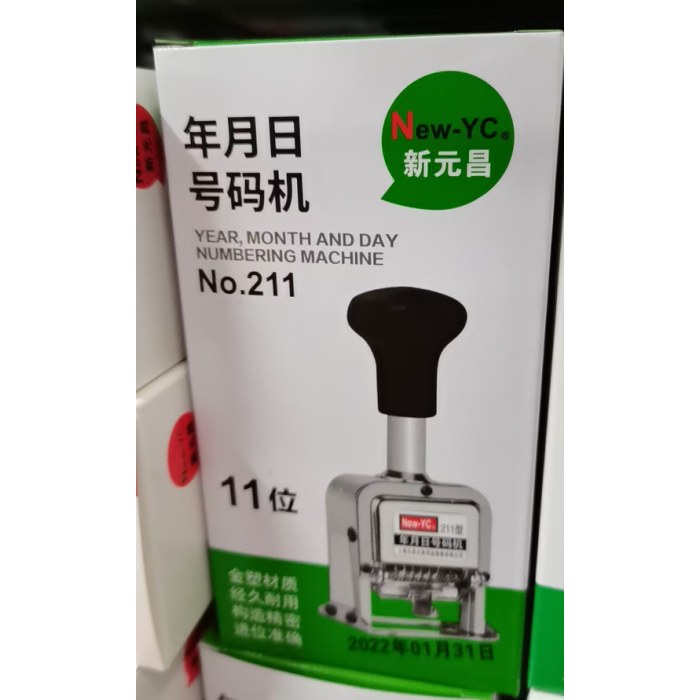 年月日
号码机
YEAR, MONTH AND DAY
NUMBERING MACHINE
No.211
New-YC®
新元昌
11位
New-YC
211型
年月日号码机
金塑材质
经久耐用
构造精密
进位准确
2022年01月31日
新元昌